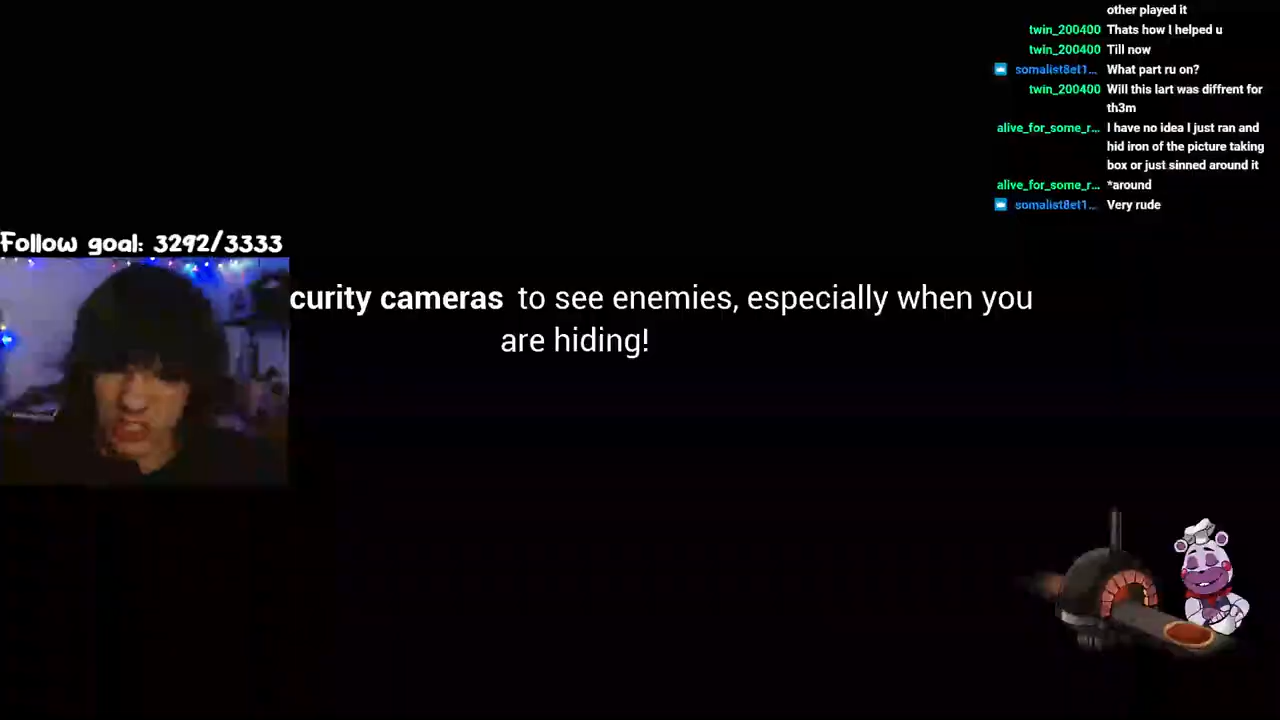 other played it
twin_200400 Thats how I helped u
twin_200400 Till now
somalist8et1... What part ru on?
twin_200400 Will this lart was diffrent for
th3m
alive_for_some_r... I have no idea I just ran and
hid iron of the picture taking
box or just sinned around it
alive_for_some_r... *around
somalist8et1... Very rude
Follow goal: 3292/3333
curity cameras to see enemies, especially when you
are hiding!